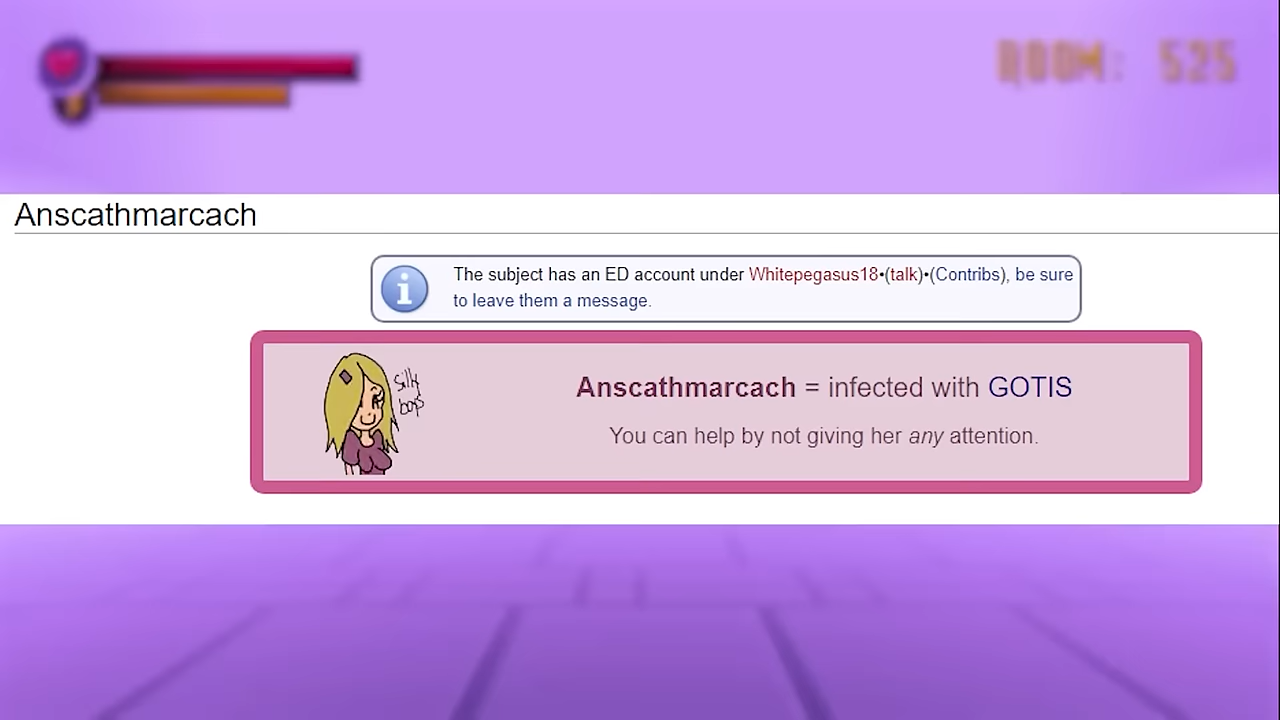 ROOM: 525
Anscathmarcach
The subject has an ED account under Whitepegasus18•(talk)•(Contribs), be sure
to leave them a message.
Silly
bop
Anscathmarcach = infected with GOTIS
You can help by not giving her any attention.